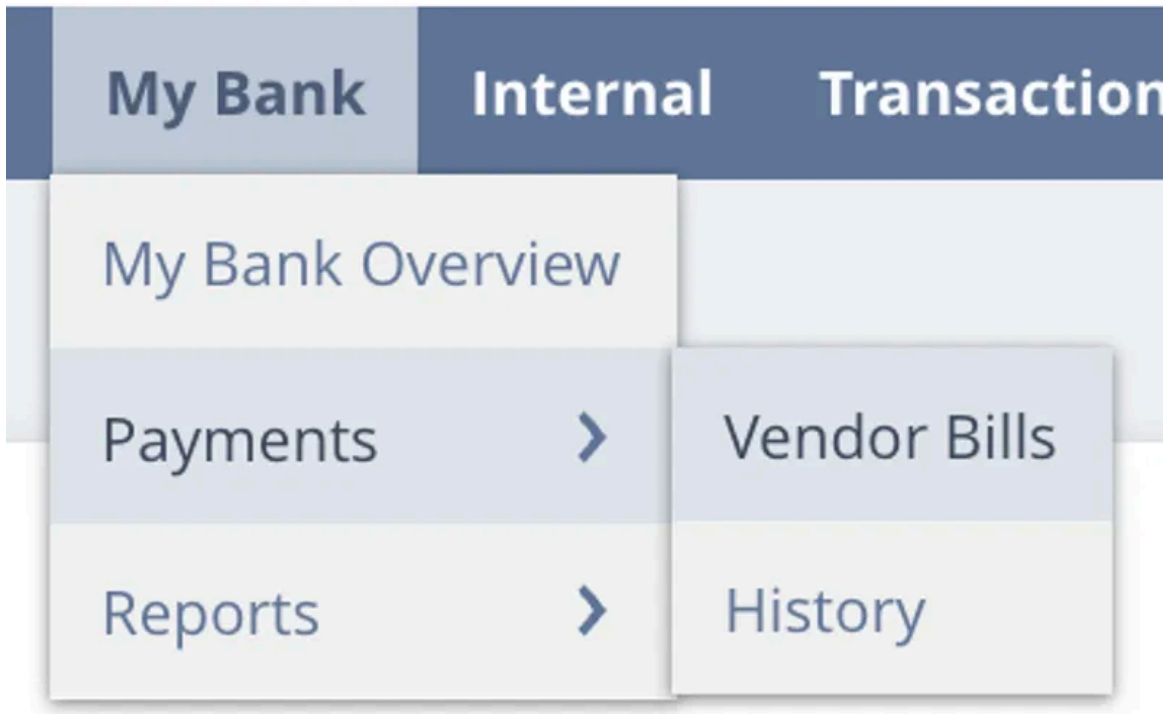 My Bank Internal Transaction
My Bank Overview
Payments Vendor Bills
Reports History